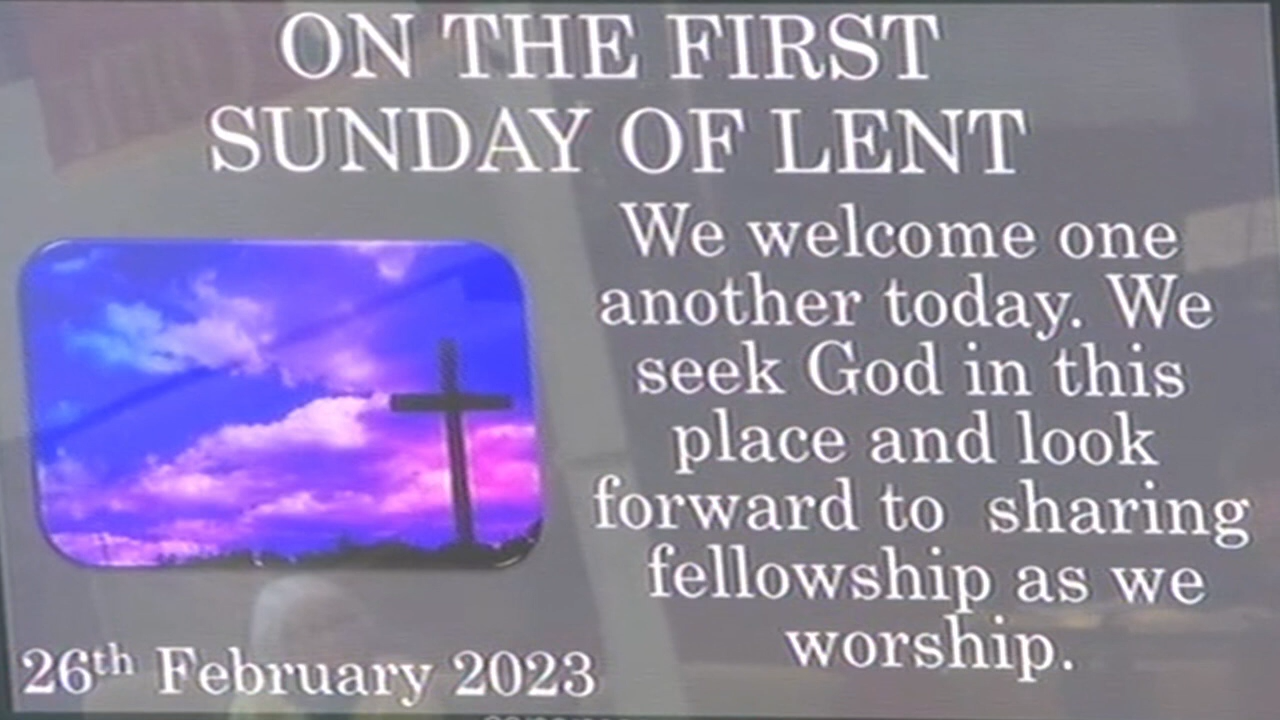 ON THE FIRST
SUNDAY OF LENT
We welcome one
another today. We
seek God in this
place and look
forward to  sharing
fellowship as we
worship.
26th February 2023